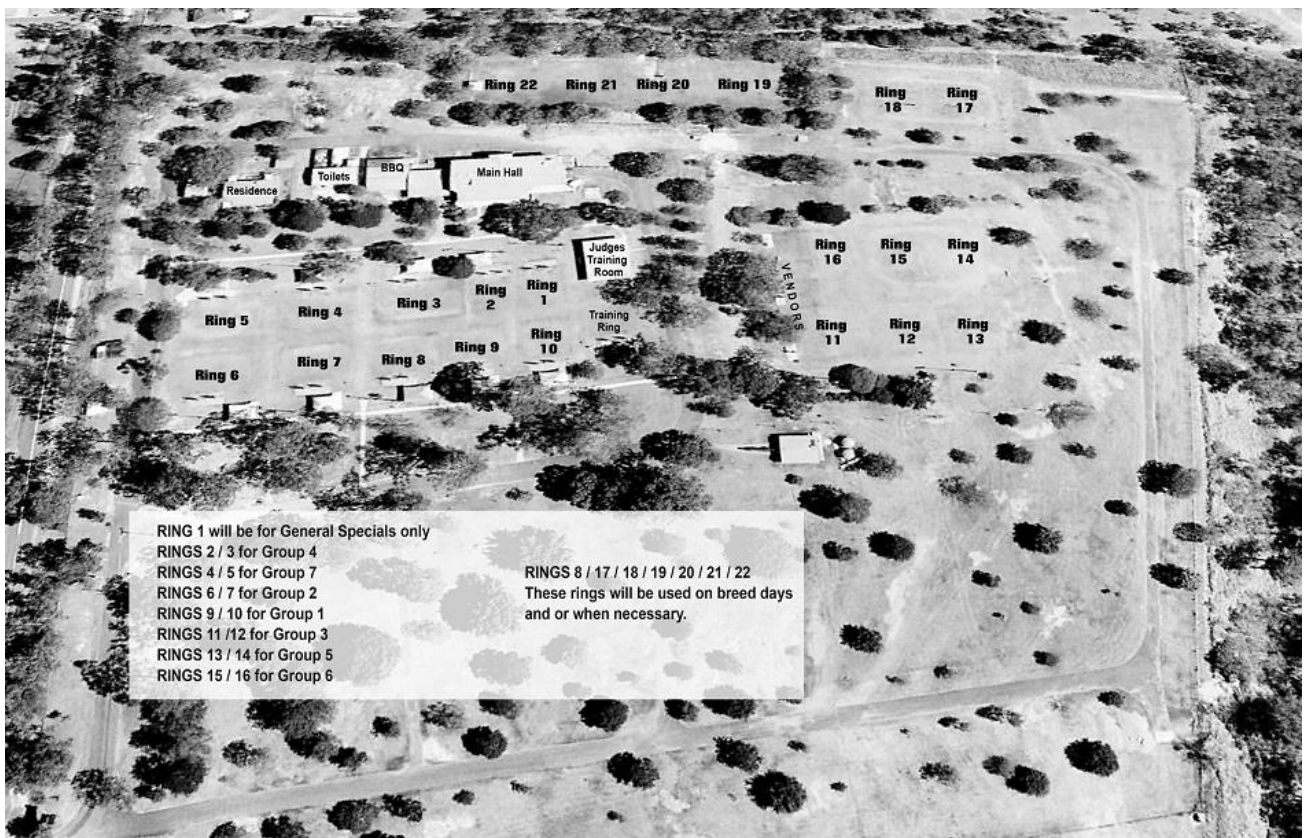 Ring 22 Ring 21 Ring 20 Ring 19
Ring
18
Ring
17
Residence
Toilets
BBQ
Main Hall
Judges
Training
Room
Ring
16
Ring
15
Ring
14
VENDORS
Ring 5
Ring 4
Ring 3
Ring
2
Ring
1
Training
Ring
Ring 6
Ring 7
Ring 8
Ring 9
Ring
10
Ring
11
Ring
12
Ring
13
RING 1 will be for General Specials only
RINGS 2 / 3 for Group 4
RINGS 4 / 5 for Group 7
RINGS 6 / 7 for Group 2
RINGS 9 / 10 for Group 1
RINGS 11 /12 for Group 3
RINGS 13 / 14 for Group 5
RINGS 15 / 16 for Group 6
RINGS 8 / 17 / 18 / 19 / 20 / 21 / 22
These rings will be used on breed days
and or when necessary.